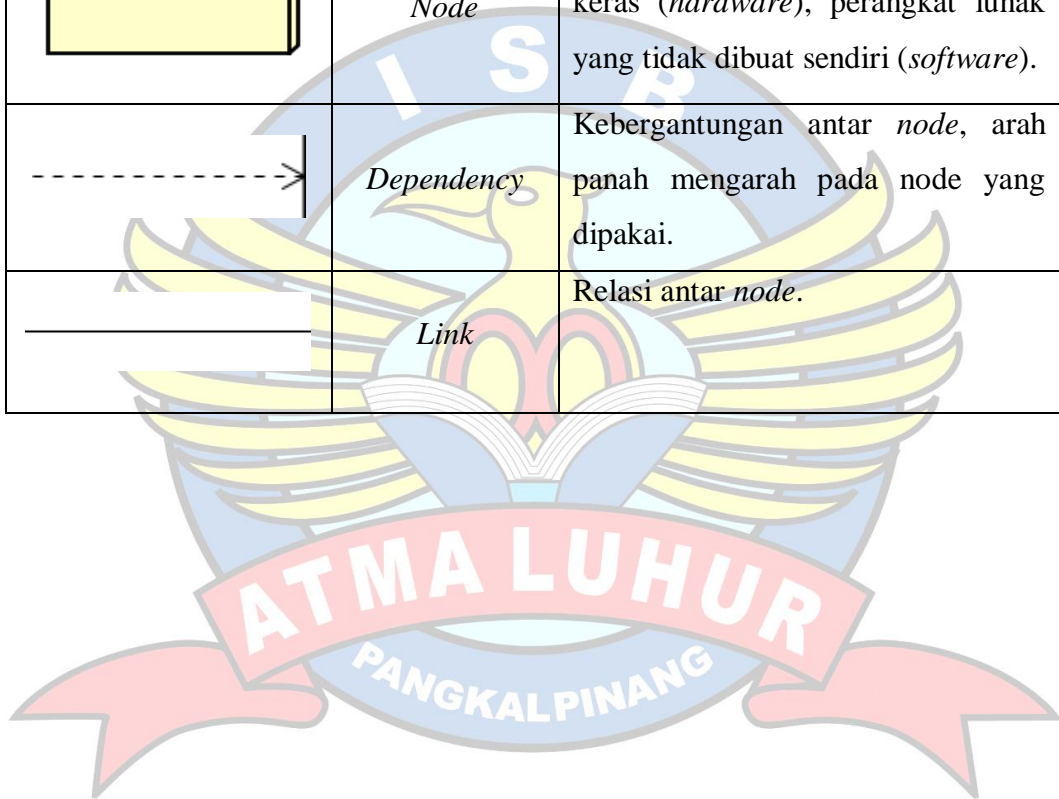 Node
keras (hardware), perangkat lunak
yang tidak dibuat sendiri (software).
Dependency
Kebergantungan antar node, arah
panah mengarah pada node yang
dipakai.
Link
Relasi antar node.
I S B
ATMA LUHUR
PANGKALPINANG